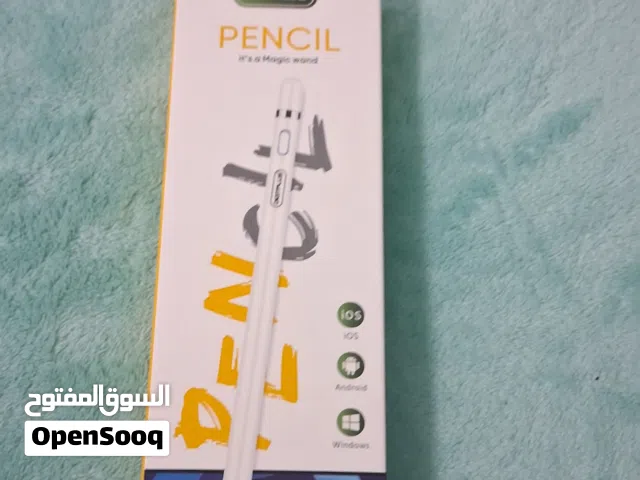 PENCIL
It's a Magic wand
PENCIL
iOS
iOS
Android
Windows
السوق المفتوح
OpenSooq